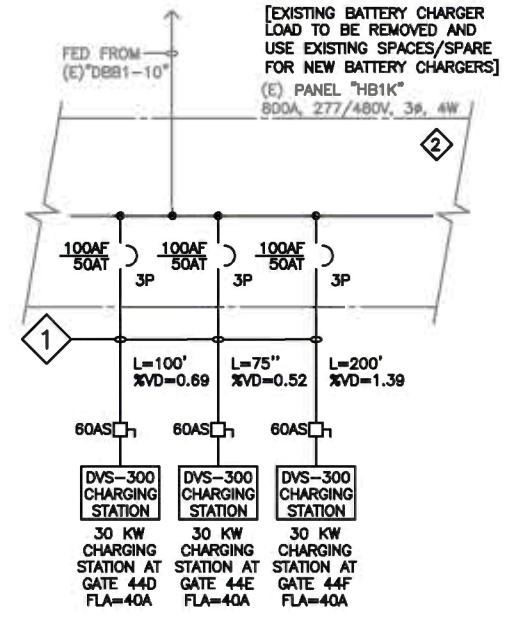 [EXISTING BATTERY CHARGER
LOAD TO BE REMOVED AND
USE EXISTING SPACES/SPARE
FOR NEW BATTERY CHARGERS]
FED FROM
(E)"DBB1-10"
(E) PANEL "HB1K"
800A, 277/480V, 3ø, 4W
2
100AF
50AT
3P
100AF
50AT
3P
100AF
50AT
3P
1
L=100'
%VD=0.69
L=75"
%VD=0.52
L=200'
%VD=1.39
60AS
60AS
60AS
DVS-300
CHARGING
STATION
DVS-300
CHARGING
STATION
DVS-300
CHARGING
STATION
30 KW
CHARGING
STATION AT
GATE 44D
FLA=40A
30 KW
CHARGING
STATION AT
GATE 44E
FLA=40A
30 KW
CHARGING
STATION AT
GATE 44F
FLA=40A